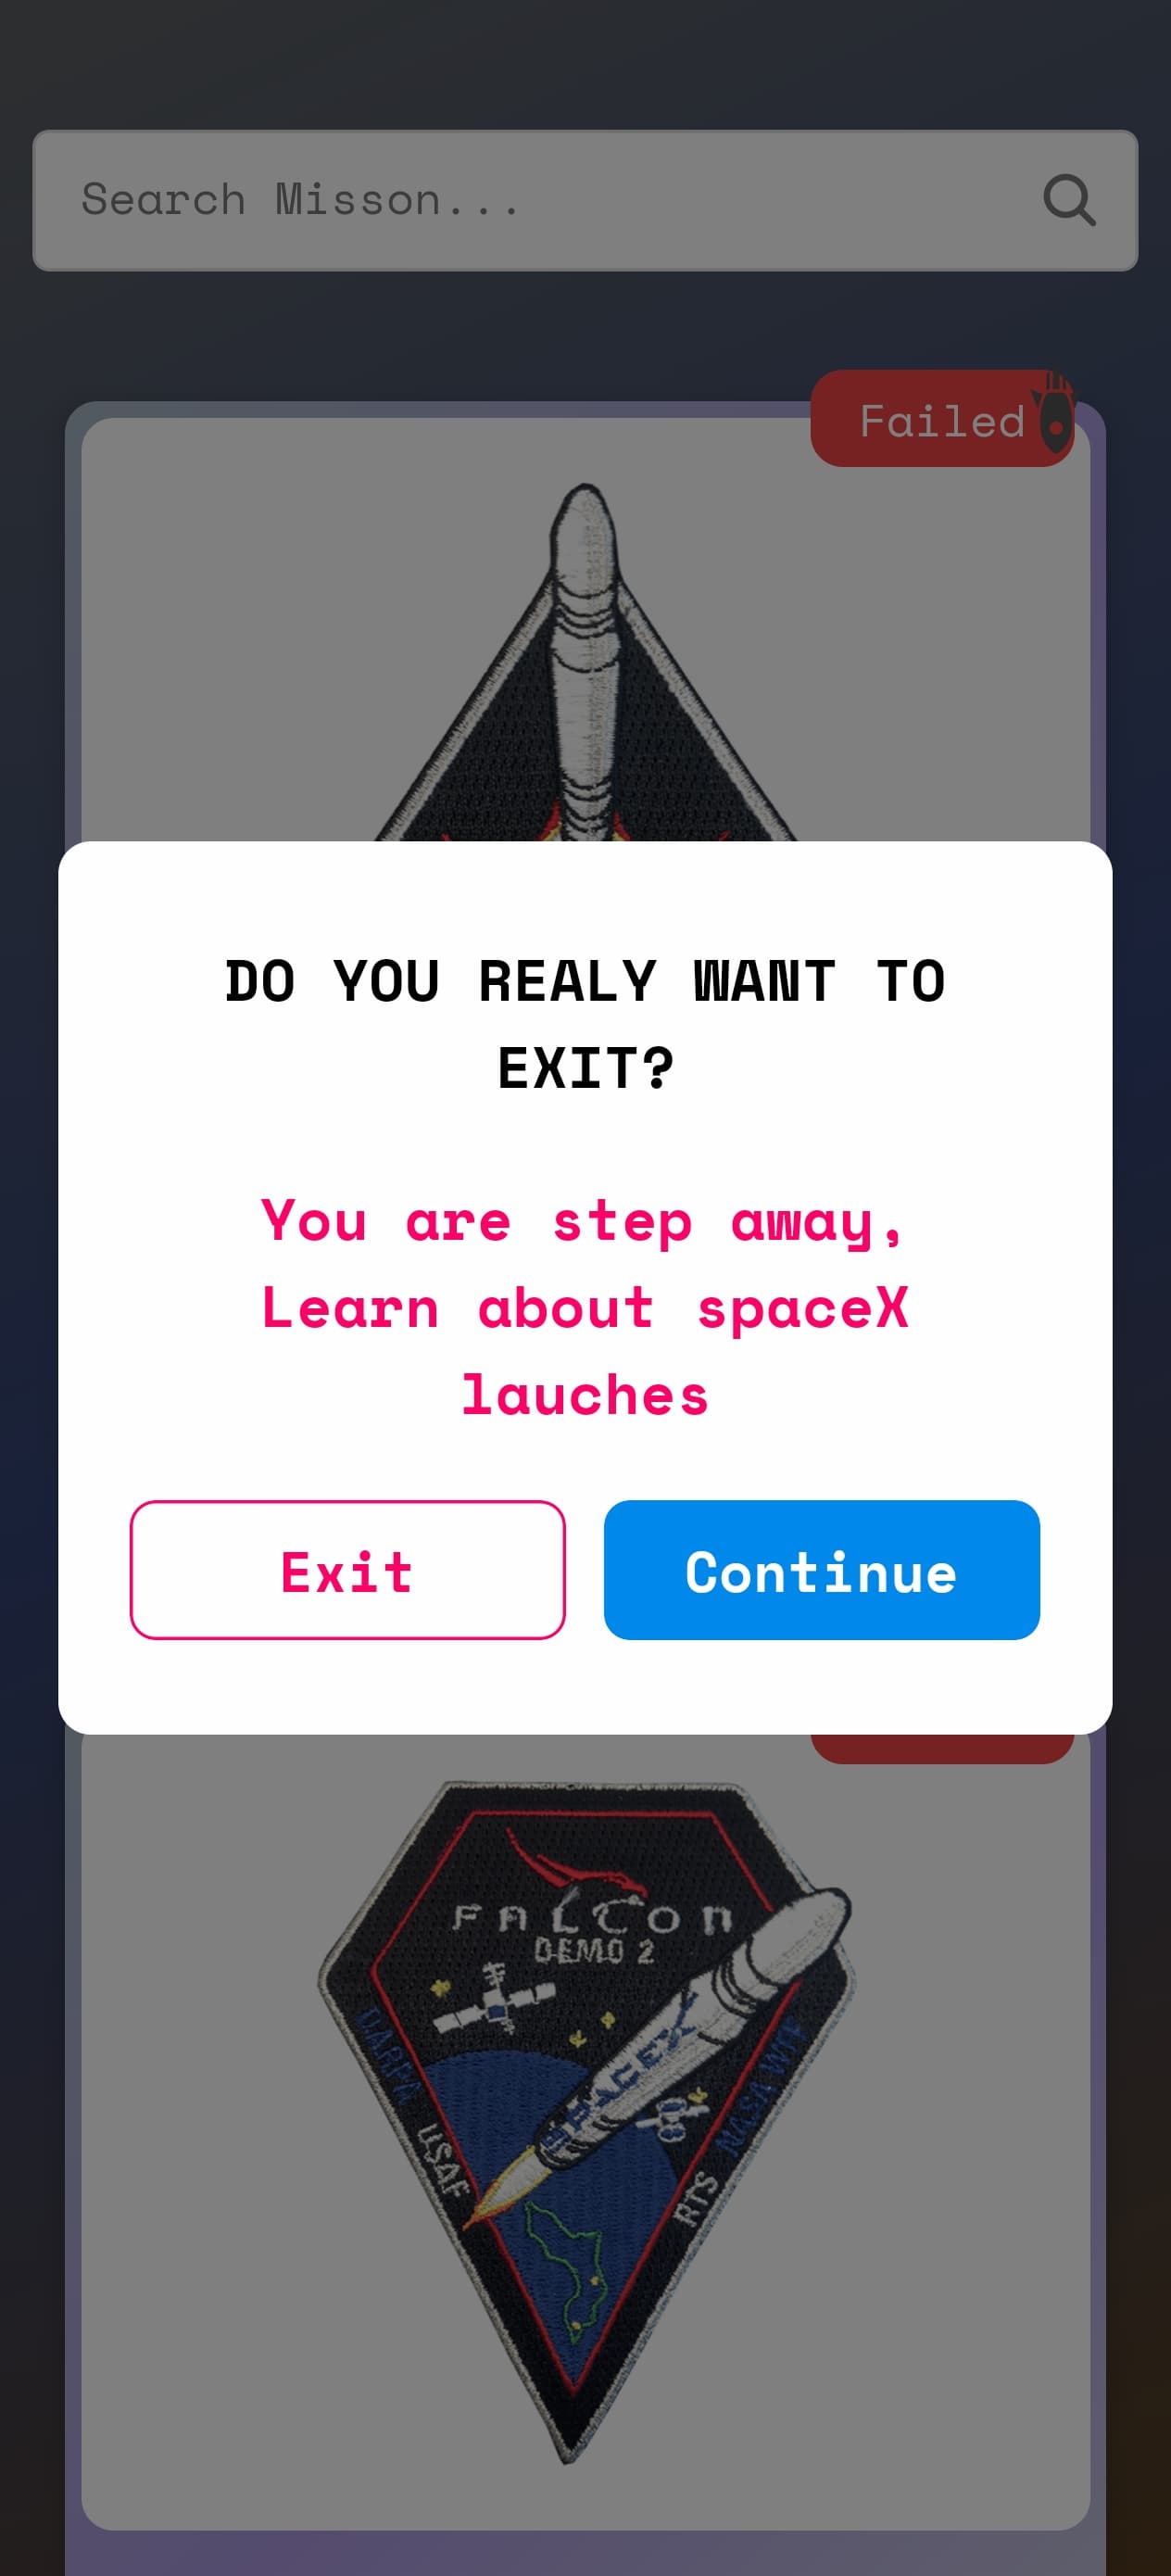 Search Misson...
Failed
DO YOU REALY WANT TO
EXIT?
You are step away,
Learn about spaceX
lauches
Exit
Continue
FALCON
DEMO 2
SPACEX
DARPA
USAF
NASA WFF
RTS